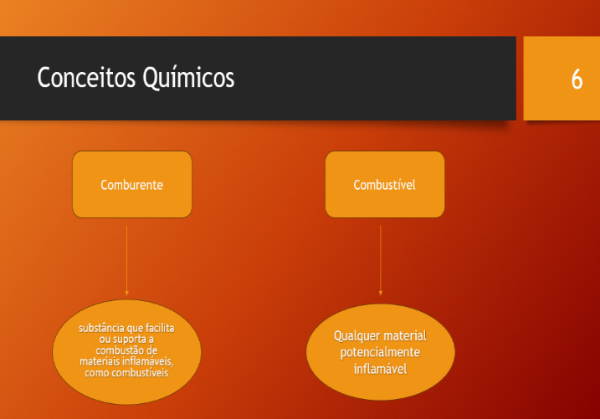 Conceitos Químicos
6
Comburente
Combustível
substância que facilita
ou suporta a
combustão de
materiais inflamáveis,
como combustíveis
Qualquer material
potencialmente
inflamável